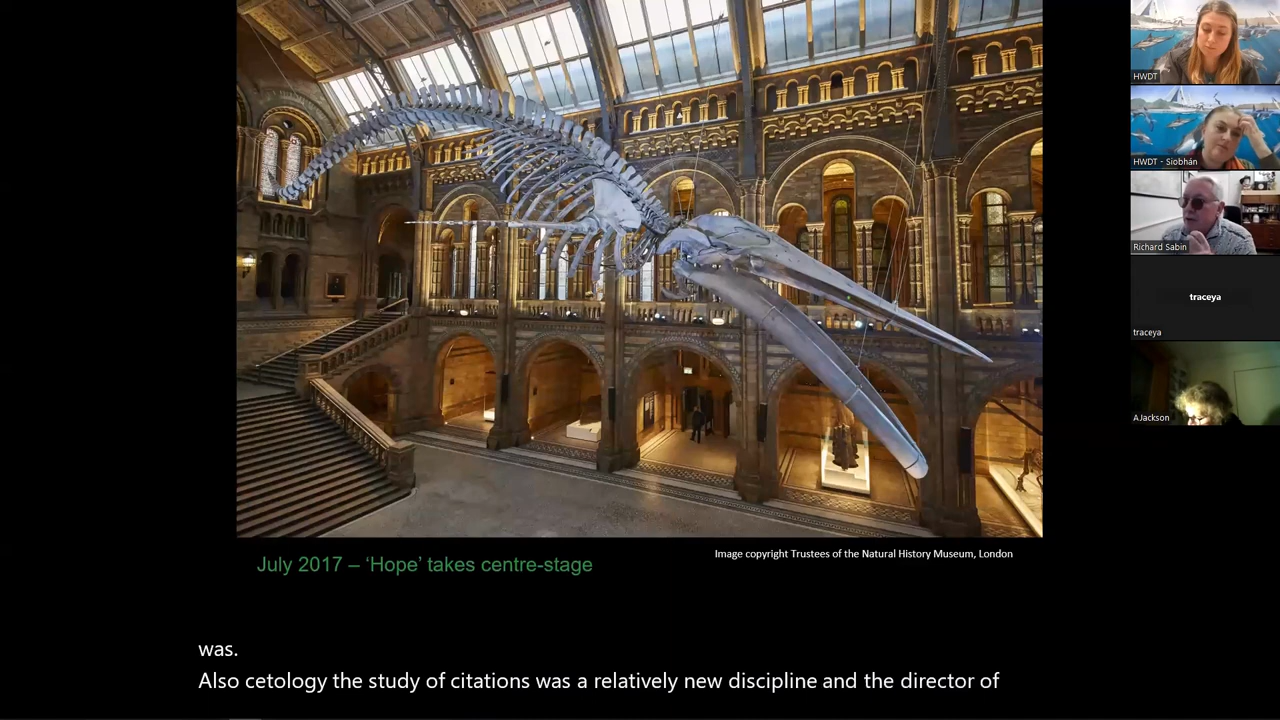 Image copyright Trustees of the Natural History Museum, London
July 2017 – ‘Hope’ takes centre-stage
was.
Also cetology the study of citations was a relatively new discipline and the director of
HWDT
HWDT - Siobhán
Richard Sabin
traceya
traceya
AJackson